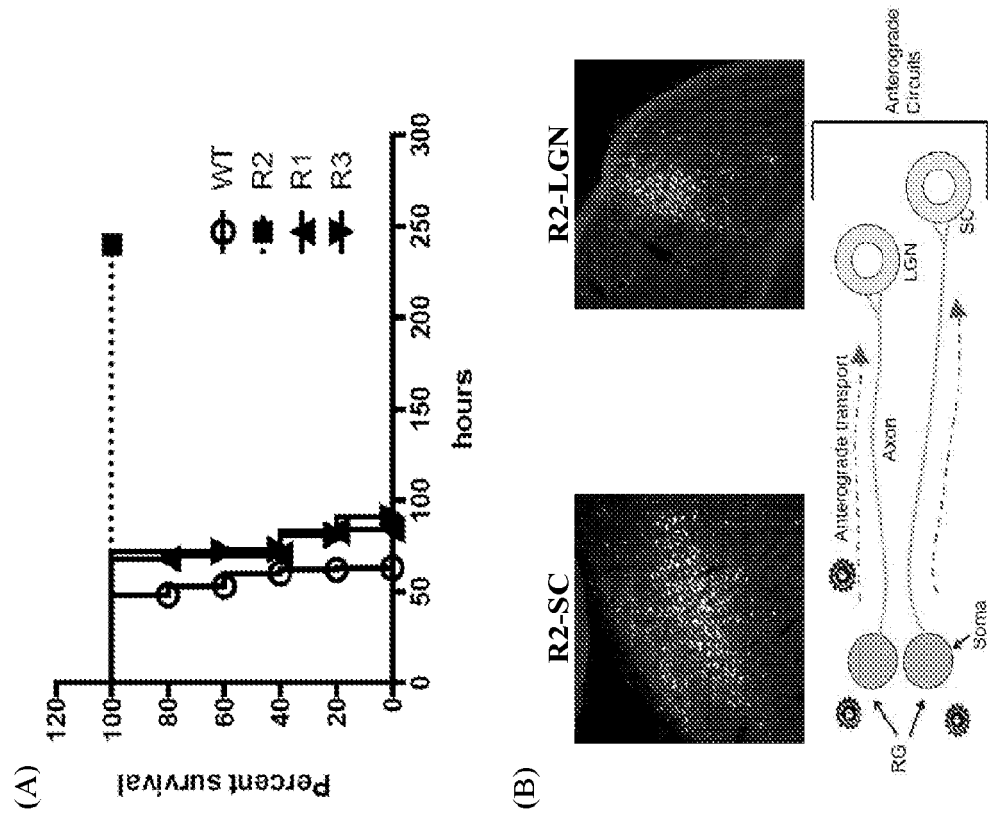 (A)
120
100
80
60
40
20
0
Percent survival
0
50
100
150
200
250
300
hours
WT
R2
R1
R3
(B)
R2-SC
R2-LGN
RG
Soma
Axon
Anterograde transport
LGN
SC
Anterograde
Circuits